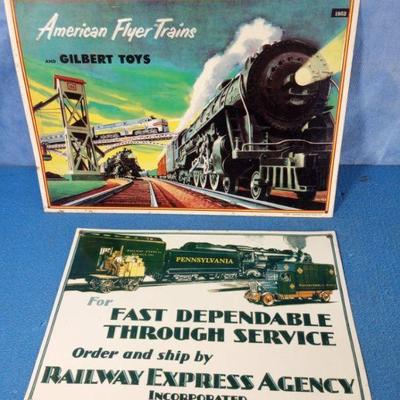 American Flyer Trains
AND GILBERT TOYS
1952
PENNSYLVANIA
For
FAST DEPENDABLE
THROUGH SERVICE
Order and ship by
RAILWAY EXPRESS AGENCY
INCORPORATED